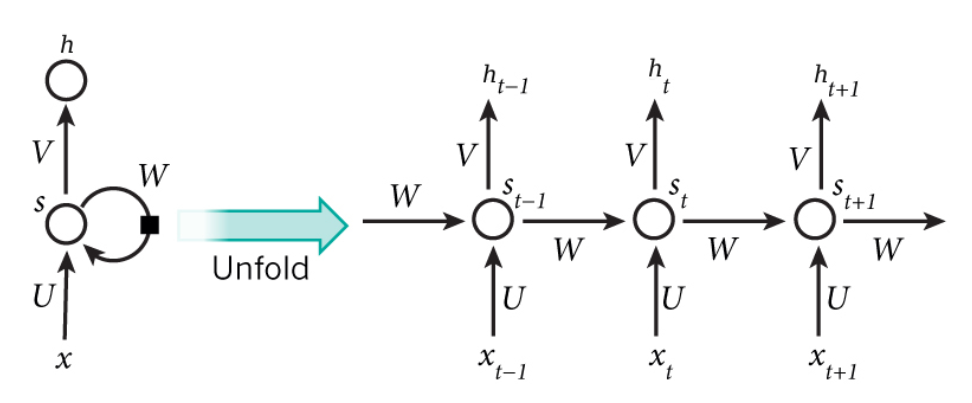 h
V
W
s
U
x
Unfold
h_{t-1}
h_t
h_{t+1}
V
V
V
W
s_{t-1}
s_t
s_{t+1}
W
W
W
U
U
U
x_{t-1}
x_t
x_{t+1}